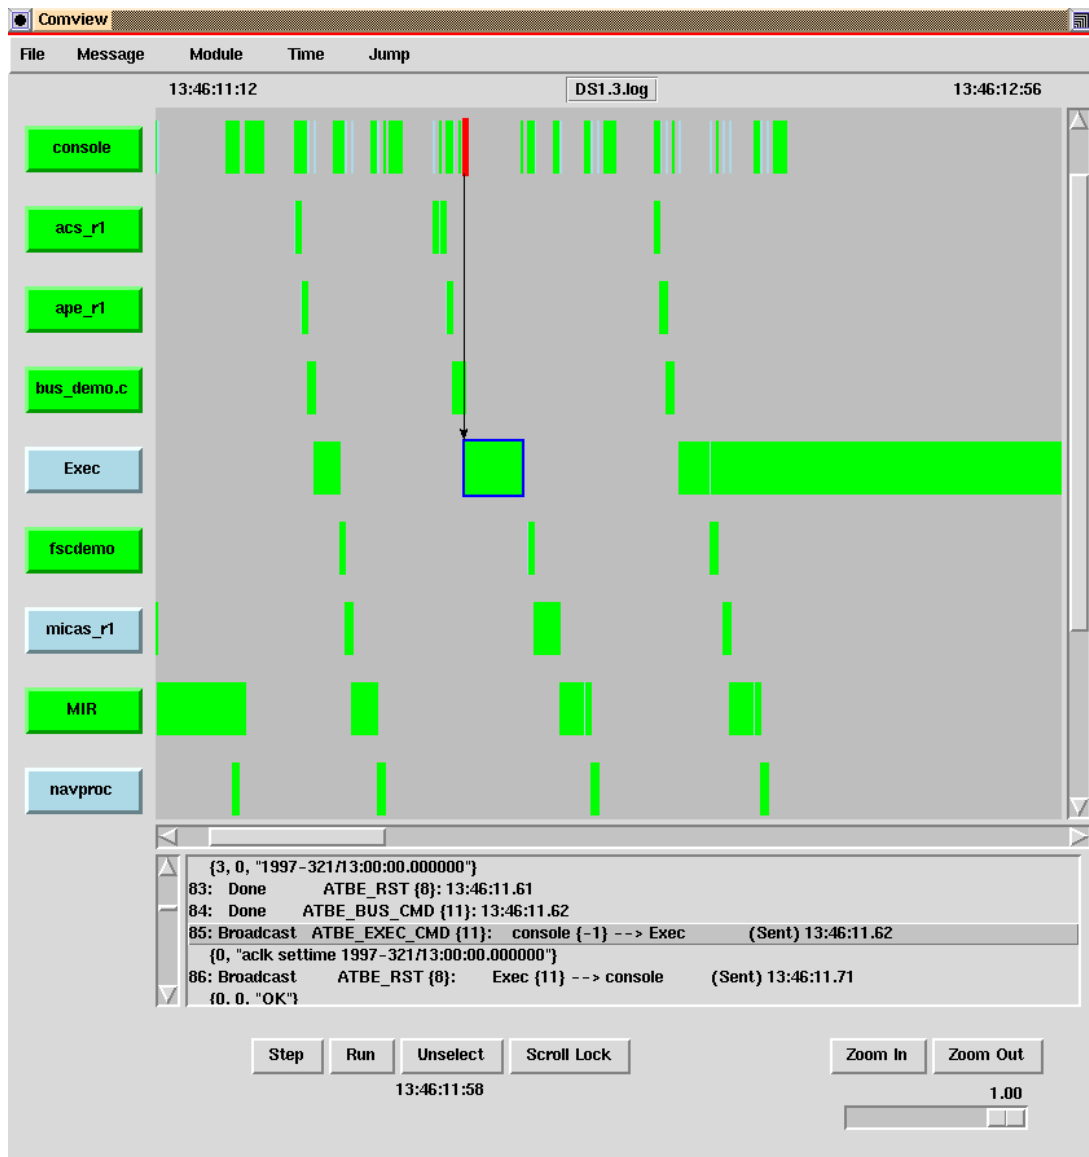 Comview
File Message Module Time Jump
13:46:11:12 DS1.3.log 13:46:12:56
console
acs_r1
ape_r1
bus_demo.c
Exec
fscdemo
micas_r1
MIR
navproc
{3, 0, "1997-321/13:00:00.000000"}
83: Done ATBE_RST {8}: 13:46:11.61
84: Done ATBE_BUS_CMD {11}: 13:46:11.62
85: Broadcast ATBE_EXEC_CMD {11}: console {-1} --> Exec (Sent) 13:46:11.62
{0, "aclk settime 1997-321/13:00:00.000000"}
86: Broadcast ATBE_RST {8}: Exec {11} --> console (Sent) 13:46:11.71
{0, 0, "OK"}
Step Run Unselect Scroll Lock Zoom In Zoom Out
13:46:11:58 1.00